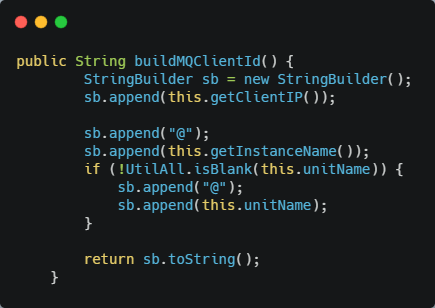 public String buildMQClientId() {
        StringBuilder sb = new StringBuilder();
        sb.append(this.getClientIP());

        sb.append("@");
        sb.append(this.getInstanceName());
        if (!UtilAll.isBlank(this.unitName)) {
            sb.append("@");
            sb.append(this.unitName);
        }

        return sb.toString();
    }